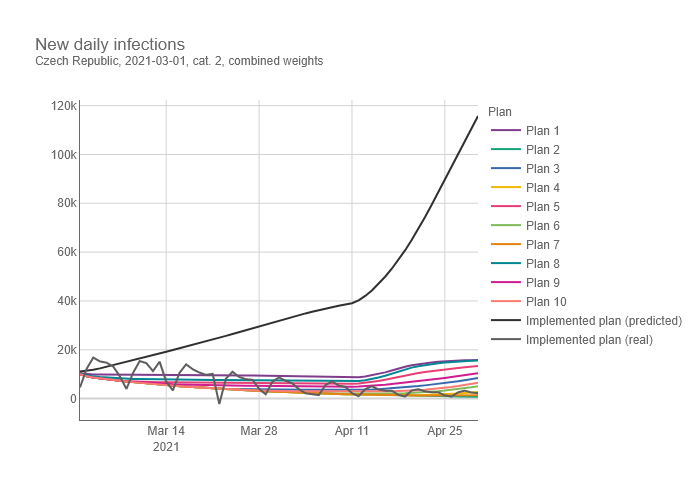 New daily infections
Czech Republic, 2021-03-01, cat. 2, combined weights
120k
100k
80k
60k
40k
20k
0
Mar 14
2021
Mar 28
Apr 11
Apr 25
Plan
Plan 1
Plan 2
Plan 3
Plan 4
Plan 5
Plan 6
Plan 7
Plan 8
Plan 9
Plan 10
Implemented plan (predicted)
Implemented plan (real)